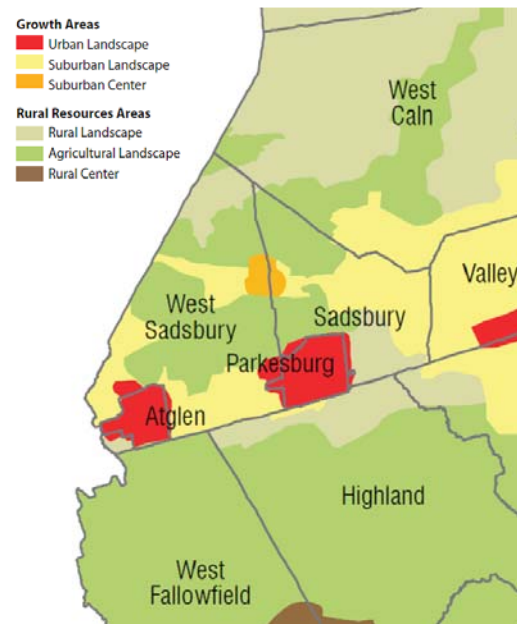 Growth Areas
Urban Landscape
Suburban Landscape
Suburban Center
Rural Resources Areas
Rural Landscape
Agricultural Landscape
Rural Center
West
Caln
Valley
West
Sadsbury
Sadsbury
Parkesburg
Atglen
Highland
West
Fallowfield